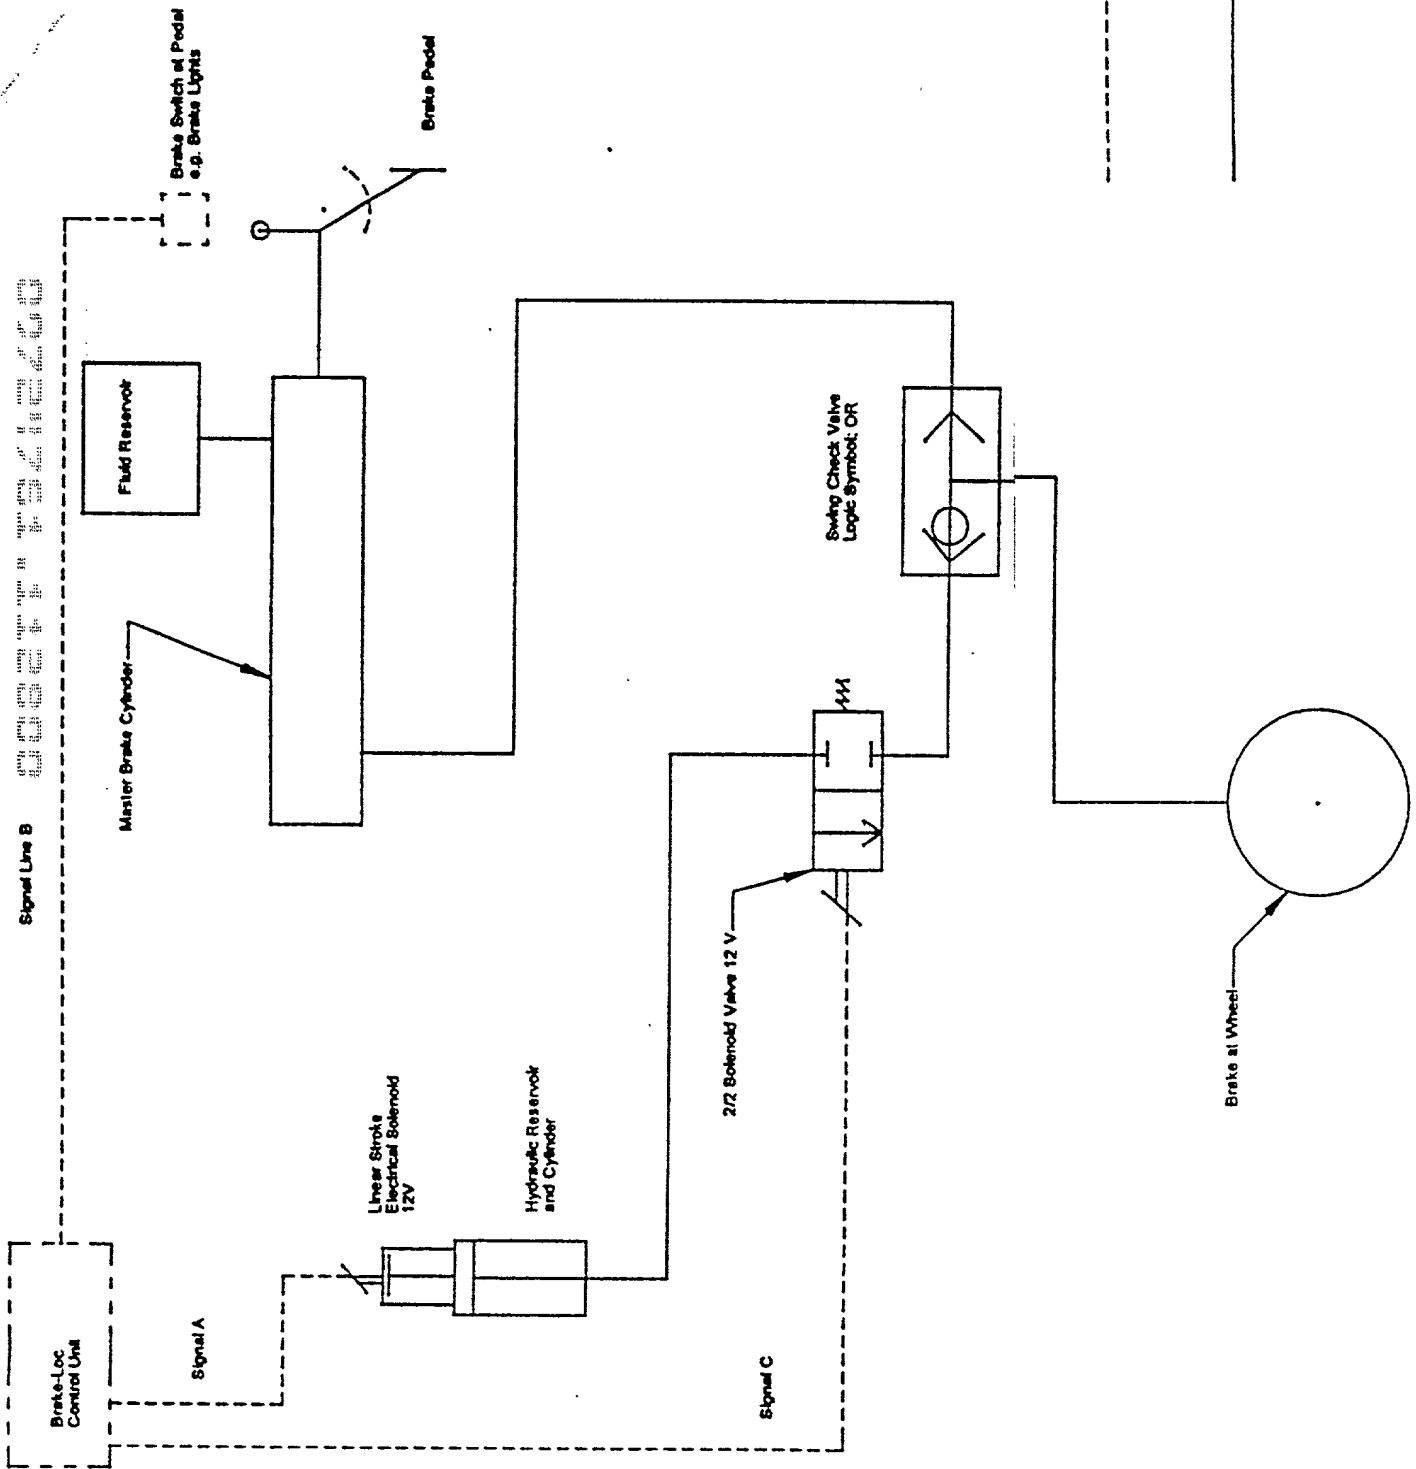 Brake Switch at Pedal
e.g. Brake Lights
Brake Pedal
Fluid Reservoir
Master Brake Cylinder
Signal Line B
Swing Check Valve
Logic Symbol: OR
2/2 Solenoid Valve 12 V
Linear Stroke
Electrical Solenoid
12V
Hydraulic Reservoir
and Cylinder
Brake at Wheel
Brake-Loc
Control Unit
Signal A
Signal C